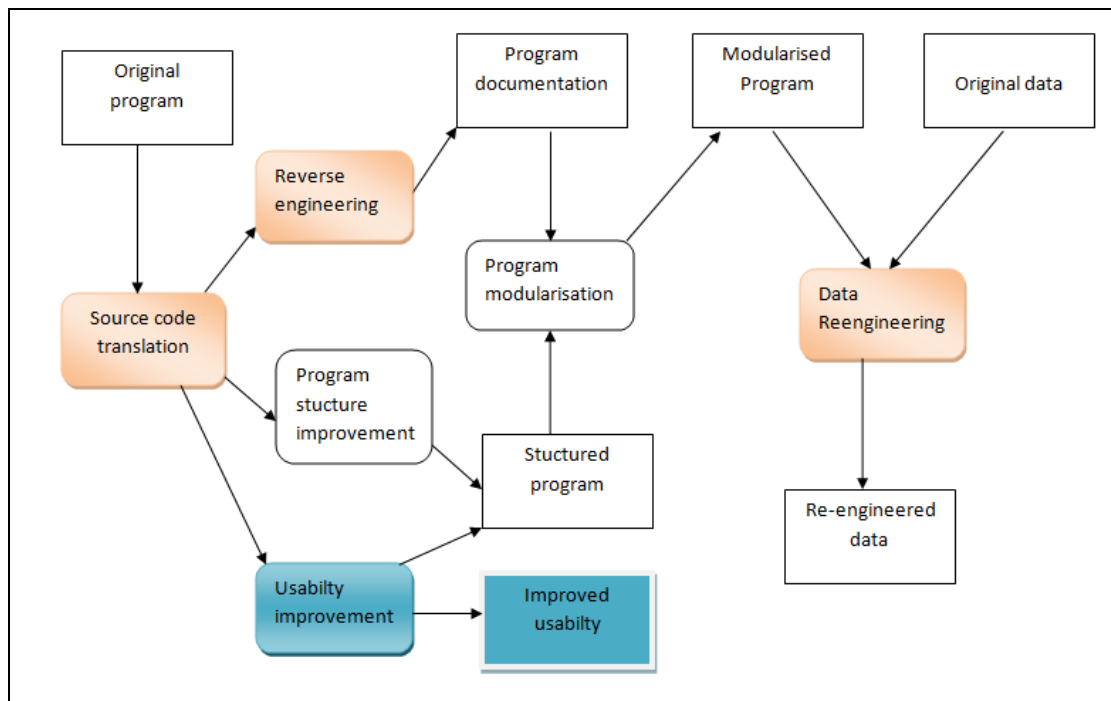 Original
program
Program
documentation
Modularised
Program
Original data
Reverse
engineering
Program
modularisation
Data
Reengineering
Source code
translation
Program
stucture
improvement
Stuctured
program
Re-engineered
data
Usabilty
improvement
Improved
usabilty